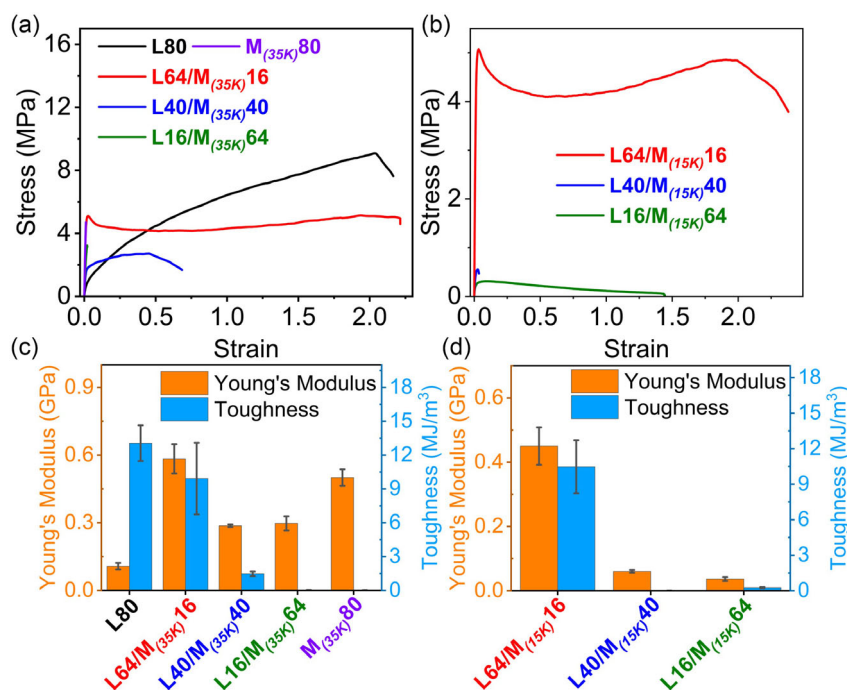 (a)
16
12
8
4
0
Stress (MPa)
L80 M(35K)80
L64/M(35K)16
L40/M(35K)40
L16/M(35K)64
0.0 0.5 1.0 1.5 2.0
Strain
(b)
4
2
0
Stress (MPa)
L64/M(15K)16
L40/M(15K)40
L16/M(15K)64
0.0 0.5 1.0 1.5 2.0
Strain
(c)
0.9
0.6
0.3
0.0
Young's Modulus (GPa)
Young's Modulus
Toughness
18
15
12
9
6
3
0
Toughness (MJ/m³)
L80
L64/M(35K)16
L40/M(35K)40
L16/M(35K)64
M(35K)80
(d)
0.6
0.4
0.2
0.0
Young's Modulus (GPa)
Young's Modulus
Toughness
18
15
12
9
6
3
0
Toughness (MJ/m³)
L64/M(15K)16
L40/M(15K)40
L16/M(15K)64